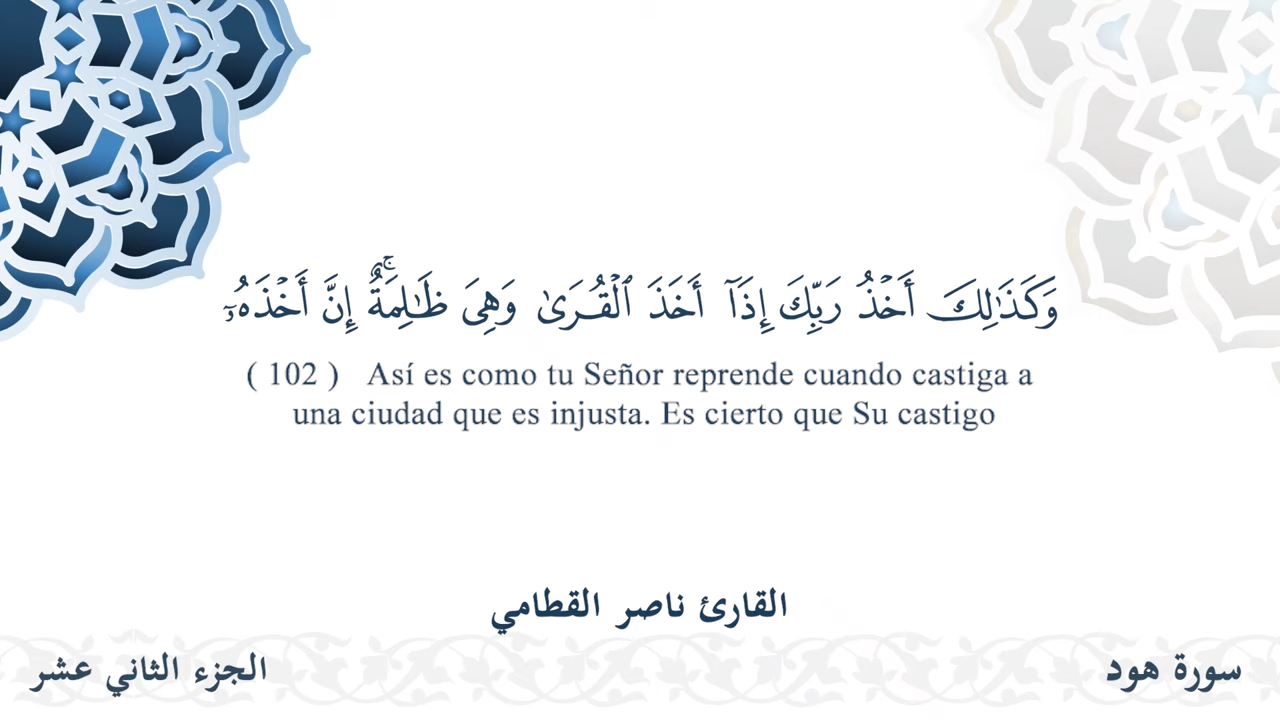 وَكَذَٰلِكَ أَخۡذُ رَبِّكَ إِذَآ أَخَذَ ٱلۡقُرَىٰ وَهِيَ ظَٰلِمَةٌۚ إِنَّ أَخۡذَهُۥٓ
( 102 ) Así es como tu Señor reprende cuando castiga a
una ciudad que es injusta. Es cierto que Su castigo
القارئ ناصر القطامي
سورة هود
الجزء الثاني عشر